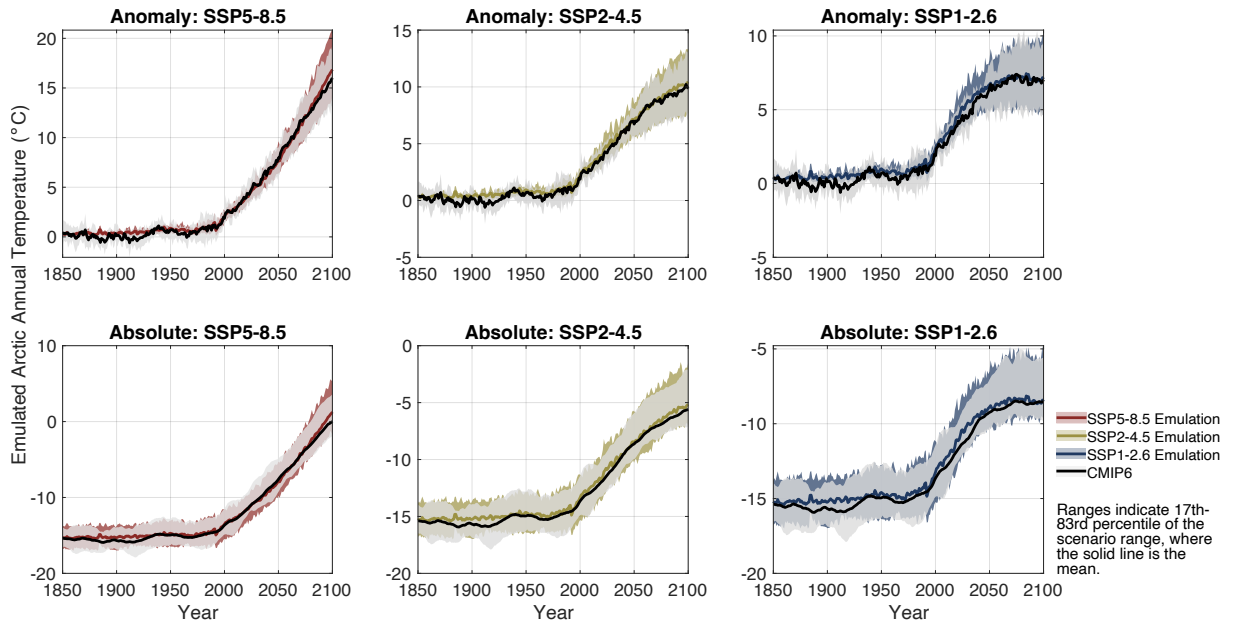 Anomaly: SSP5-8.5
Anomaly: SSP2-4.5
Anomaly: SSP1-2.6
20
15
10
5
0
1850 1900 1950 2000 2050 2100
15
10
5
0
-5
1850 1900 1950 2000 2050 2100
10
5
0
-5
1850 1900 1950 2000 2050 2100
Emulated Arctic Annual Temperature (°C)
Absolute: SSP5-8.5
Absolute: SSP2-4.5
Absolute: SSP1-2.6
10
0
-10
-20
1850 1900 1950 2000 2050 2100
Year
0
-5
-10
-15
-20
1850 1900 1950 2000 2050 2100
Year
-5
-10
-15
-20
1850 1900 1950 2000 2050 2100
Year
SSP5-8.5 Emulation
SSP2-4.5 Emulation
SSP1-2.6 Emulation
CMIP6
Ranges indicate 17th-
83rd percentile of the
scenario range, where
the solid line is the
mean.